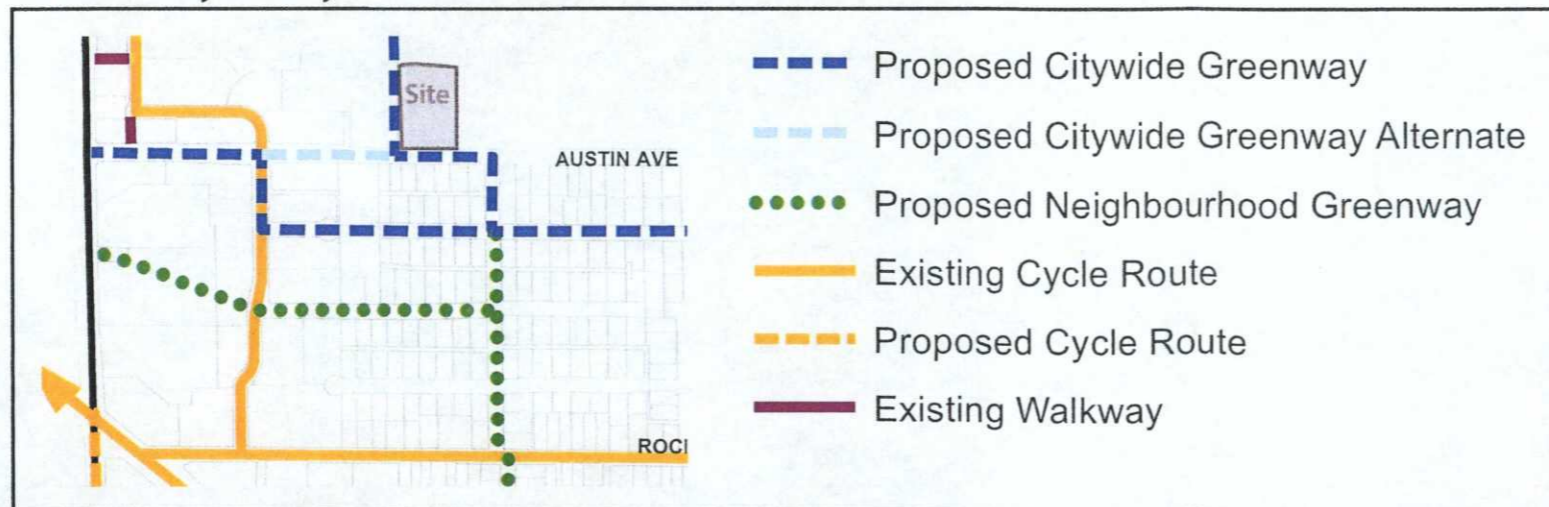 Site
AUSTIN AVE
ROCI
Proposed Citywide Greenway
Proposed Citywide Greenway Alternate
Proposed Neighbourhood Greenway
Existing Cycle Route
Proposed Cycle Route
Existing Walkway